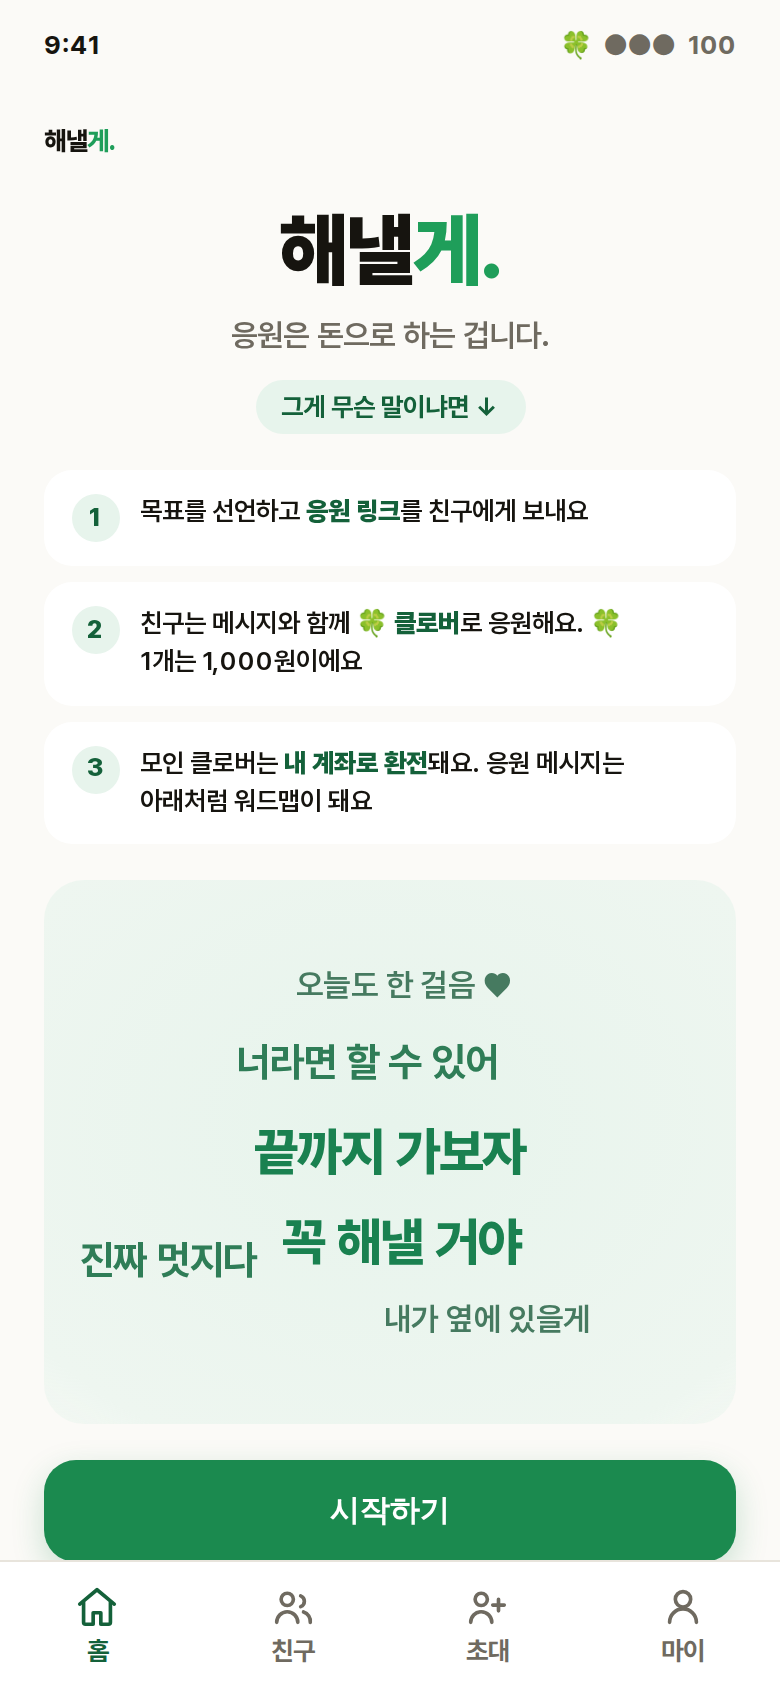 9:41 🍀 ●●● 100
해낼게.
해낼게.
응원은 돈으로 하는 겁니다.
그게 무슨 말이냐면 ↓
1 목표를 선언하고 응원 링크를 친구에게 보내요
2 친구는 메시지와 함께 🍀 클로버로 응원해요. 🍀
1개는 1,000원이에요
3 모인 클로버는 내 계좌로 환전돼요. 응원 메시지는
아래처럼 워드맵이 돼요
오늘도 한 걸음 ♥
너라면 할 수 있어
끝까지 가보자
꼭 해낼 거야
진짜 멋지다
내가 옆에 있을게
시작하기
홈 친구 초대 마이